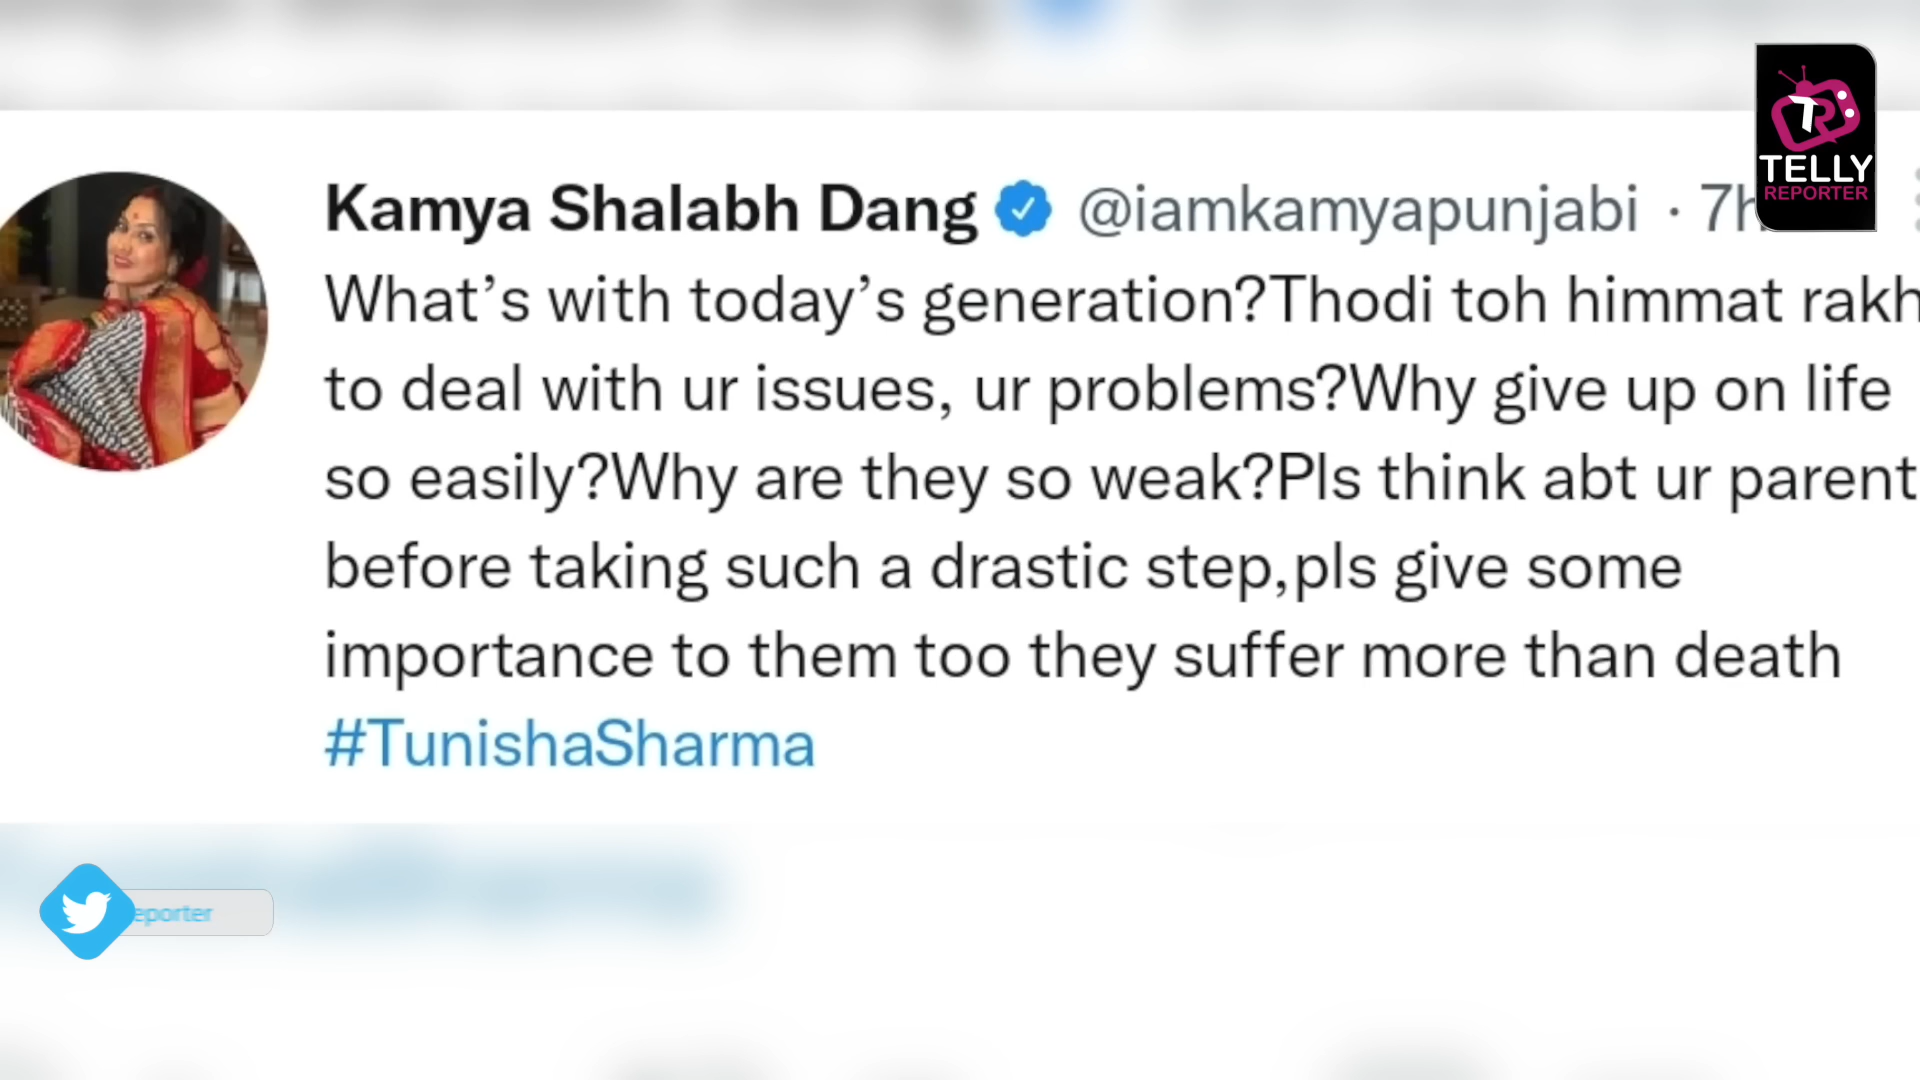 Kamya Shalabh Dang @iamkamyapunjabi · 7h
What’s with today’s generation?Thodi toh himmat rakh
to deal with ur issues, ur problems?Why give up on life
so easily?Why are they so weak?Pls think abt ur parent
before taking such a drastic step,pls give some
importance to them too they suffer more than death
#TunishaSharma
TELLY
REPORTER
eporter